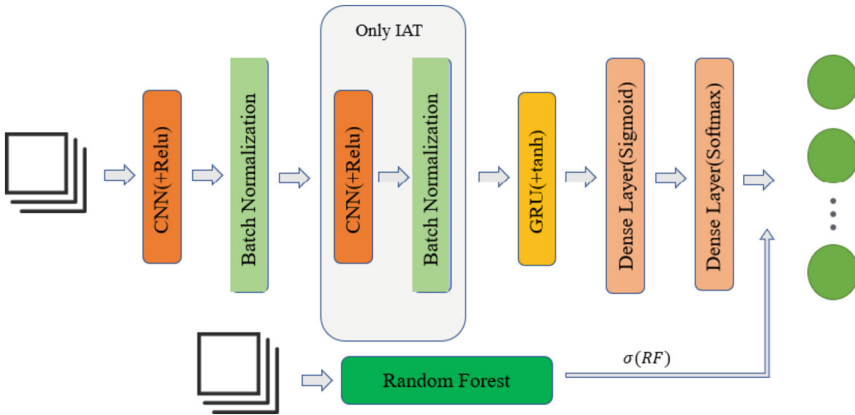 Only IAT
CNN(+Relu)
Batch Normalization
CNN(+Relu)
Batch Normalization
GRU(+tanh)
Dense Layer(Sigmoid)
Dense Layer(Softmax)
Random Forest
σ(RF)